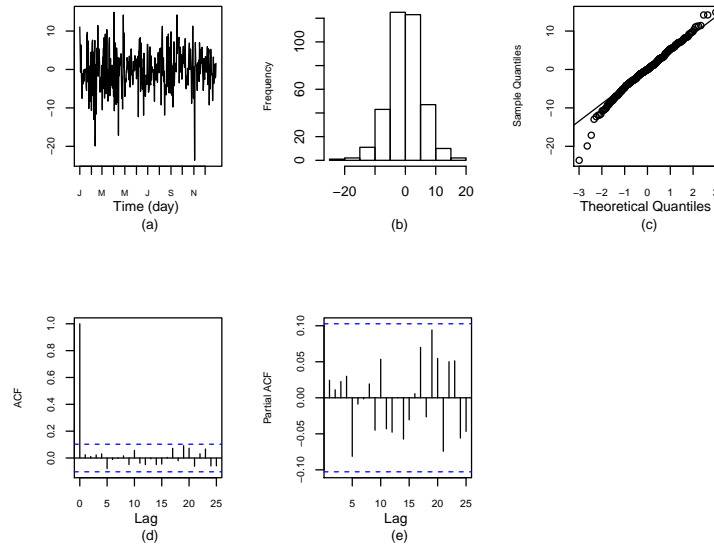 10
0
−10
−20
J M M J S N
Time (day)
(a)
Frequency
100
60
20
0
−20 0 10 20
(b)
Sample Quantiles
10
0
−10
−20
−3 −2 −1 0 1 2 3
Theoretical Quantiles
(c)
ACF
1.0
0.8
0.6
0.4
0.2
0.0
0 5 10 15 20 25
Lag
(d)
Partial ACF
0.10
0.05
0.00
−0.05
−0.10
5 10 15 20 25
Lag
(e)